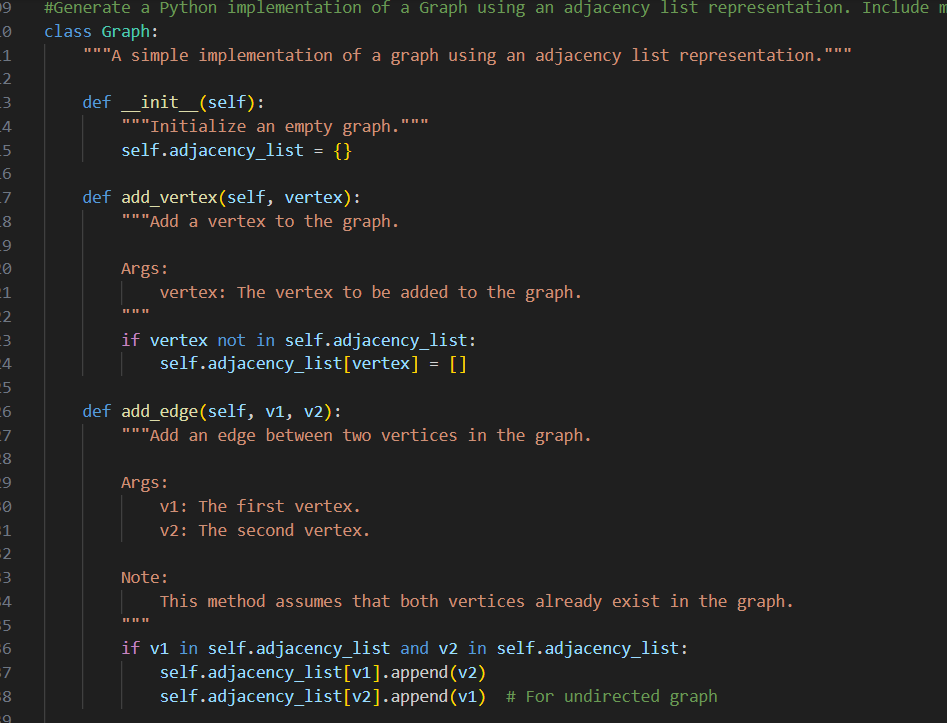 #Generate a Python implementation of a Graph using an adjacency list representation. Include
class Graph:
"""A simple implementation of a graph using an adjacency list representation."""
def __init__(self):
"""Initialize an empty graph."""
self.adjacency_list = {}
def add_vertex(self, vertex):
"""Add a vertex to the graph.
Args:
vertex: The vertex to be added to the graph.
"""
if vertex not in self.adjacency_list:
self.adjacency_list[vertex] = []
def add_edge(self, v1, v2):
"""Add an edge between two vertices in the graph.
Args:
v1: The first vertex.
v2: The second vertex.
Note:
This method assumes that both vertices already exist in the graph.
"""
if v1 in self.adjacency_list and v2 in self.adjacency_list:
self.adjacency_list[v1].append(v2)
self.adjacency_list[v2].append(v1)  # For undirected graph